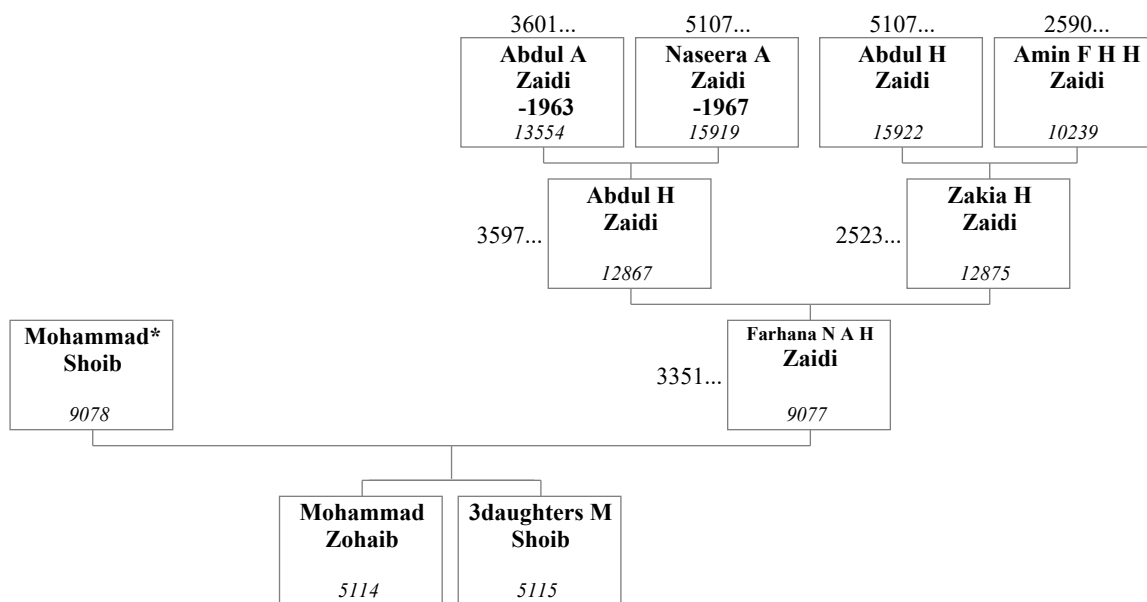 3601...
5107...
5107...
2590...
Abdul A
Zaidi
-1963
13554
Naseera A
Zaidi
-1967
15919
Abdul H
Zaidi
15922
Amin F H H
Zaidi
10239
3597...
Abdul H
Zaidi
12867
2523...
Zakia H
Zaidi
12875
Mohammad*
Shoib
9078
3351...
Farhana N A H
Zaidi
9077
Mohammad
Zohaib
5114
3daughters M
Shoib
5115